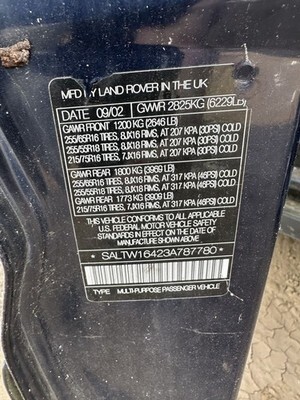 MFD BY LAND ROVER IN THE UK
DATE 09/02 GVWR 2825KG (6229LB)
GAWR FRONT 1200 KG (2646 LB)
255/65R16 TIRES, 8JX16 RIMS, AT 207 KPA (30PSI) COLD
255/55R18 TIRES, 8JX18 RIMS, AT 207 KPA (30PSI) COLD
215/75R16 TIRES, 7JX16 RIMS, AT 207 KPA (30PSI) COLD
GAWR REAR 1800 KG (3969 LB)
255/65R16 TIRES, 8JX16 RIMS, AT 317 KPA (46PSI) COLD
255/55R18 TIRES, 8JX18 RIMS, AT 317 KPA (46PSI) COLD
GAWR REAR 1773 KG (3909 LB)
215/75R16 TIRES, 7JX16 RIMS, AT 317 KPA (46PSI) COLD
THIS VEHICLE CONFORMS TO ALL APPLICABLE
U.S. FEDERAL MOTOR VEHICLE SAFETY
STANDARDS IN EFFECT ON THE DATE OF
MANUFACTURE SHOWN ABOVE.
SALTW16423A787780
TYPE MULTI-PURPOSE PASSENGER VEHICLE